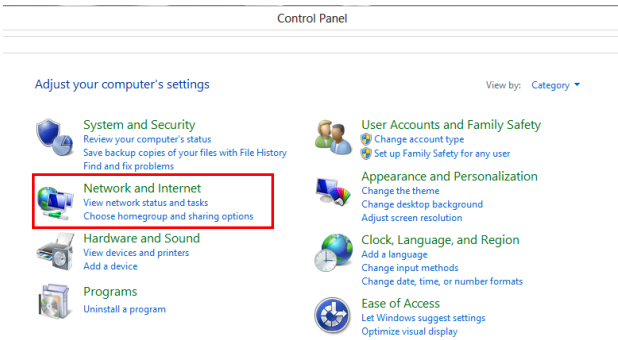 Control Panel
Adjust your computer's settings
View by: Category
System and Security
Review your computer's status
Save backup copies of your files with File History
Find and fix problems
Network and Internet
View network status and tasks
Choose homegroup and sharing options
Hardware and Sound
View devices and printers
Add a device
Programs
Uninstall a program
User Accounts and Family Safety
Change account type
Set up Family Safety for any user
Appearance and Personalization
Change the theme
Change desktop background
Adjust screen resolution
Clock, Language, and Region
Add a language
Change input methods
Change date, time, or number formats
Ease of Access
Let Windows suggest settings
Optimize visual display